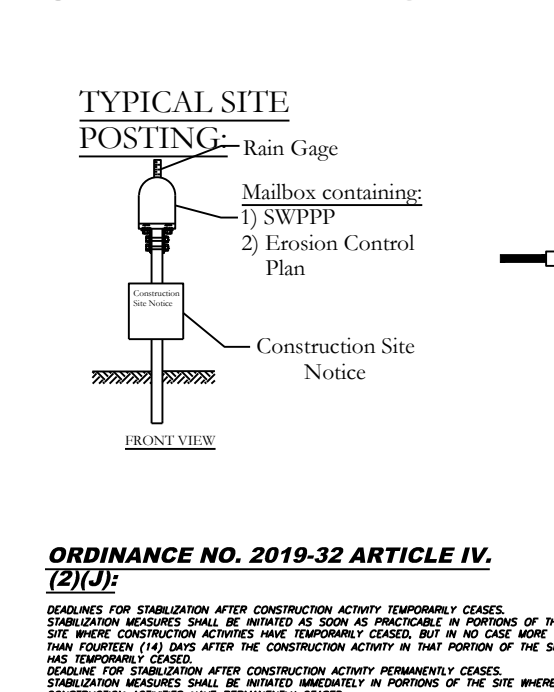 TYPICAL SITE
POSTING:
Rain Gage
Mailbox containing:
1) SWPPP
2) Erosion Control
Plan
Construction
Site Notice
Construction Site
Notice
FRONT VIEW
ORDINANCE NO. 2019-32 ARTICLE IV.
(2)(J):
DEADLINES FOR STABILIZATION AFTER CONSTRUCTION ACTIVITY TEMPORARILY CEASES.
STABILIZATION MEASURES SHALL BE INITIATED AS SOON AS PRACTICABLE IN PORTIONS OF
SITE WHERE CONSTRUCTION ACTIVITIES HAVE TEMPORARILY CEASED, BUT IN NO CASE MORE
THAN FOURTEEN (14) DAYS AFTER THE CONSTRUCTION ACTIVITY IN THAT PORTION OF THE
HAS TEMPORARILY CEASED.
DEADLINE FOR STABILIZATION AFTER CONSTRUCTION ACTIVITY PERMANENTLY CEASES.
STABILIZATION MEASURES SHALL BE INITIATED IMMEDIATELY IN PORTIONS OF THE SITE WHERE